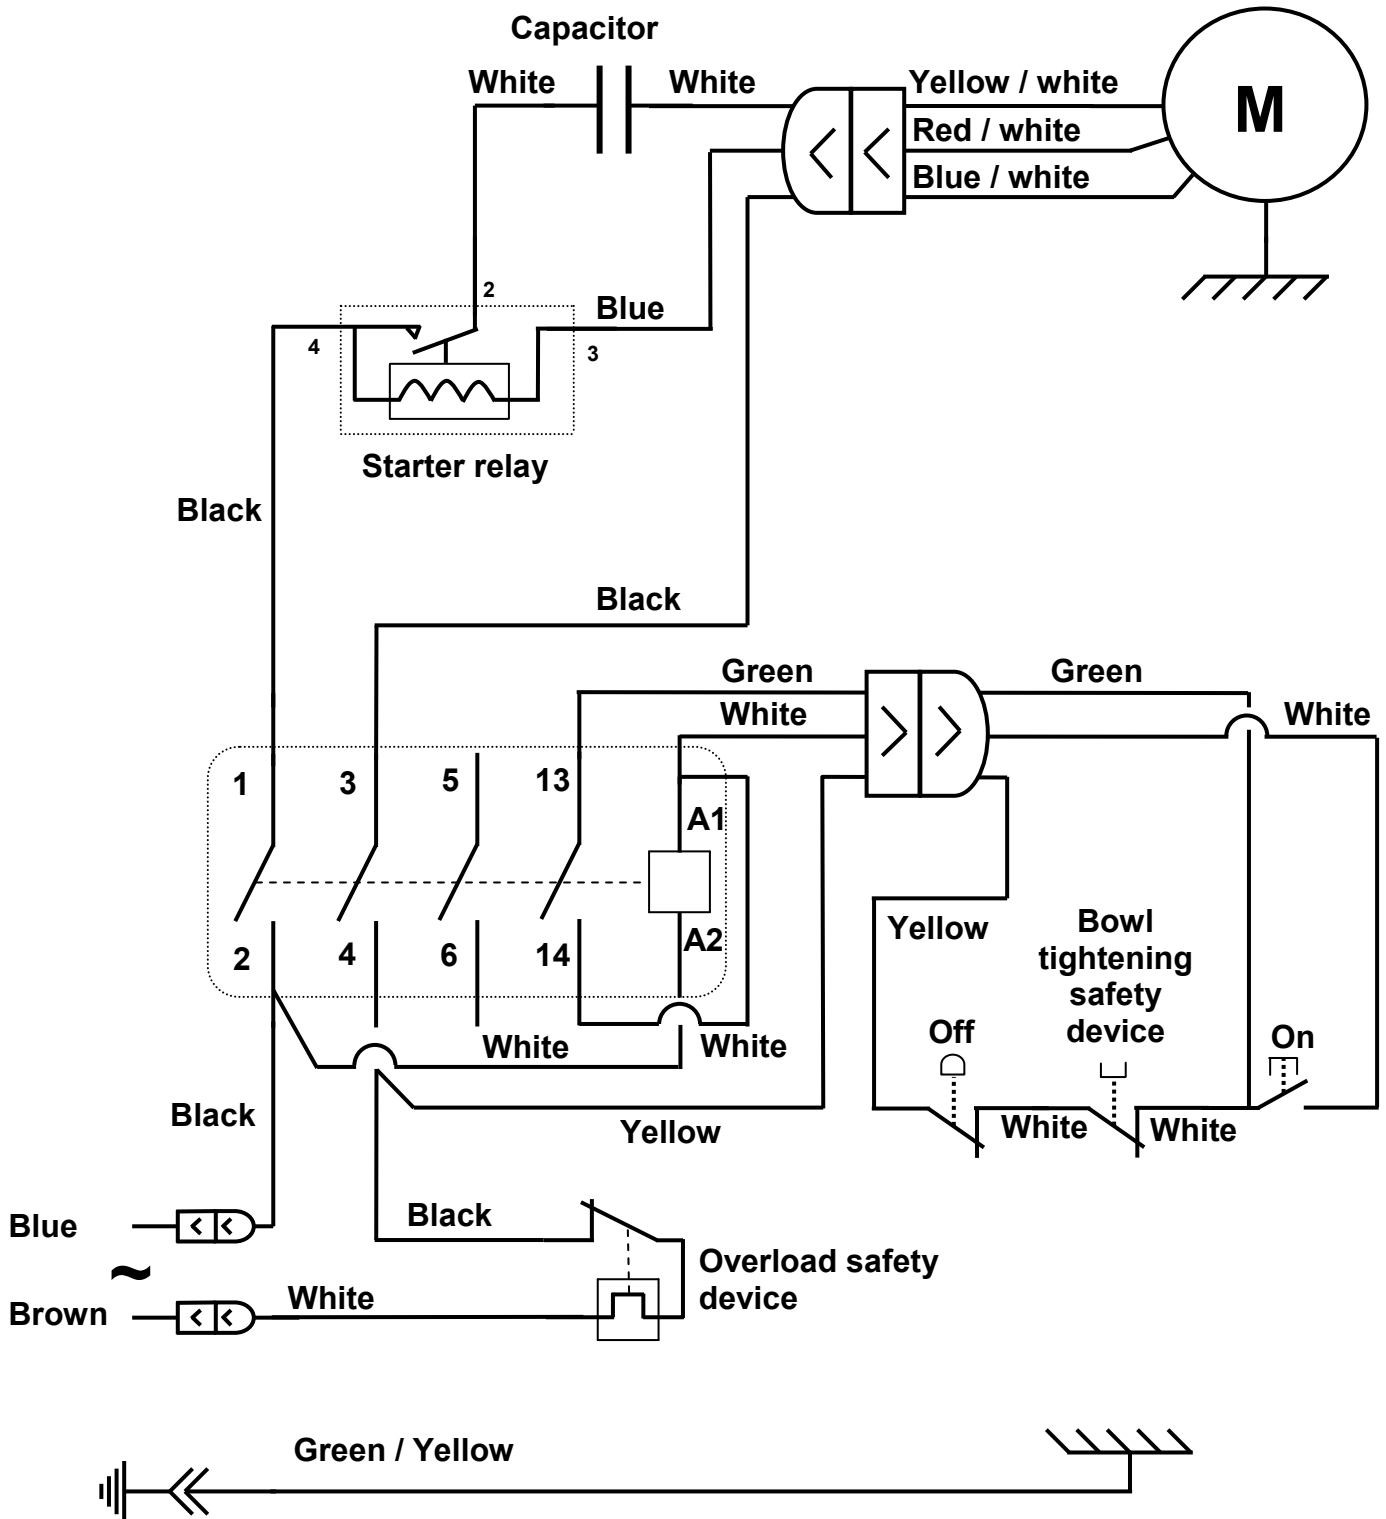 Capacitor
White
White
Yellow / white
Red / white
Blue / white
M
2
Blue
4
3
Starter relay
Black
Black
Green
Green
White
White
1
3
5
13
A1
2
4
6
14
A2
Yellow
Bowl
tightening
safety
device
Off
On
White
White
White
White
Black
Yellow
Black
Blue
~
Brown
White
Overload safety
device
Green / Yellow